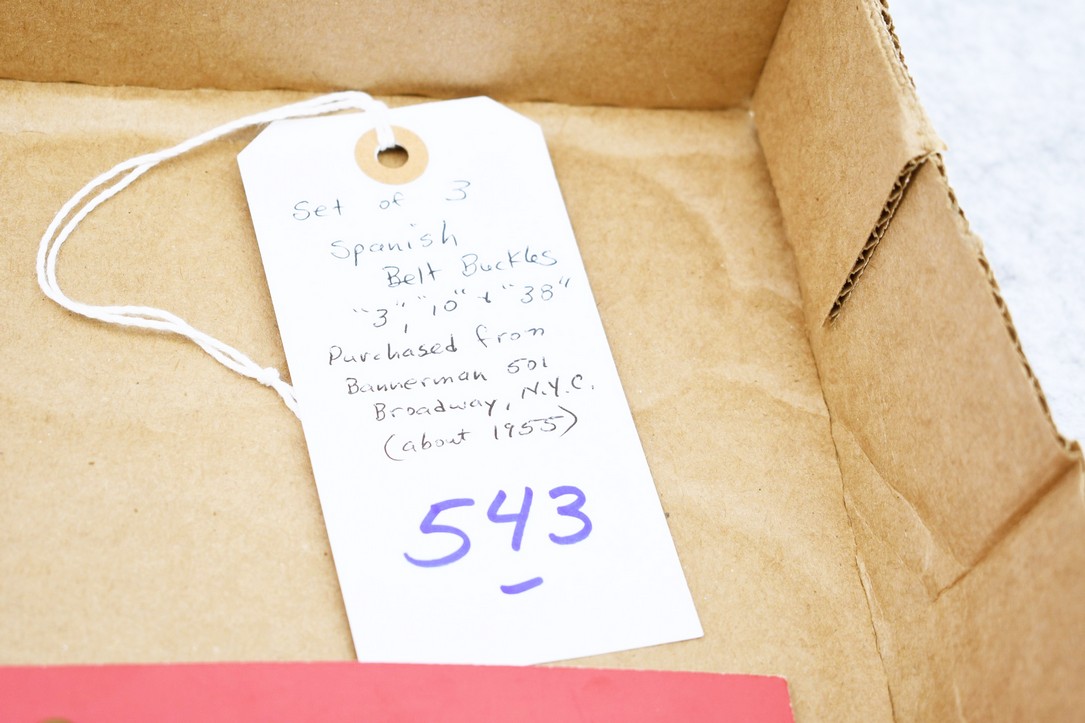 Set of 3
Spanish
Belt Buckles
"3", "10" & "38"
Purchased from
Bannerman 501
Broadway, N.Y.C.
(about 1955)
543